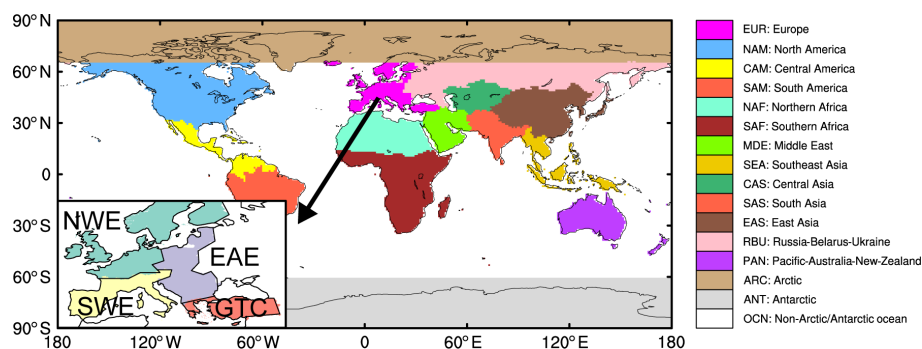 90° N
60° N
30° N
0
30° S
60° S
90° S
180
120° W
60° W
0
60° E
120° E
180
NWE
EAE
SWE
GTC
EUR: Europe
NAM: North America
CAM: Central America
SAM: South America
NAF: Northern Africa
SAF: Southern Africa
MDE: Middle East
SEA: Southeast Asia
CAS: Central Asia
SAS: South Asia
EAS: East Asia
RBU: Russia-Belarus-Ukraine
PAN: Pacific-Australia-New-Zealand
ARC: Arctic
ANT: Antarctic
OCN: Non-Arctic/Antarctic ocean